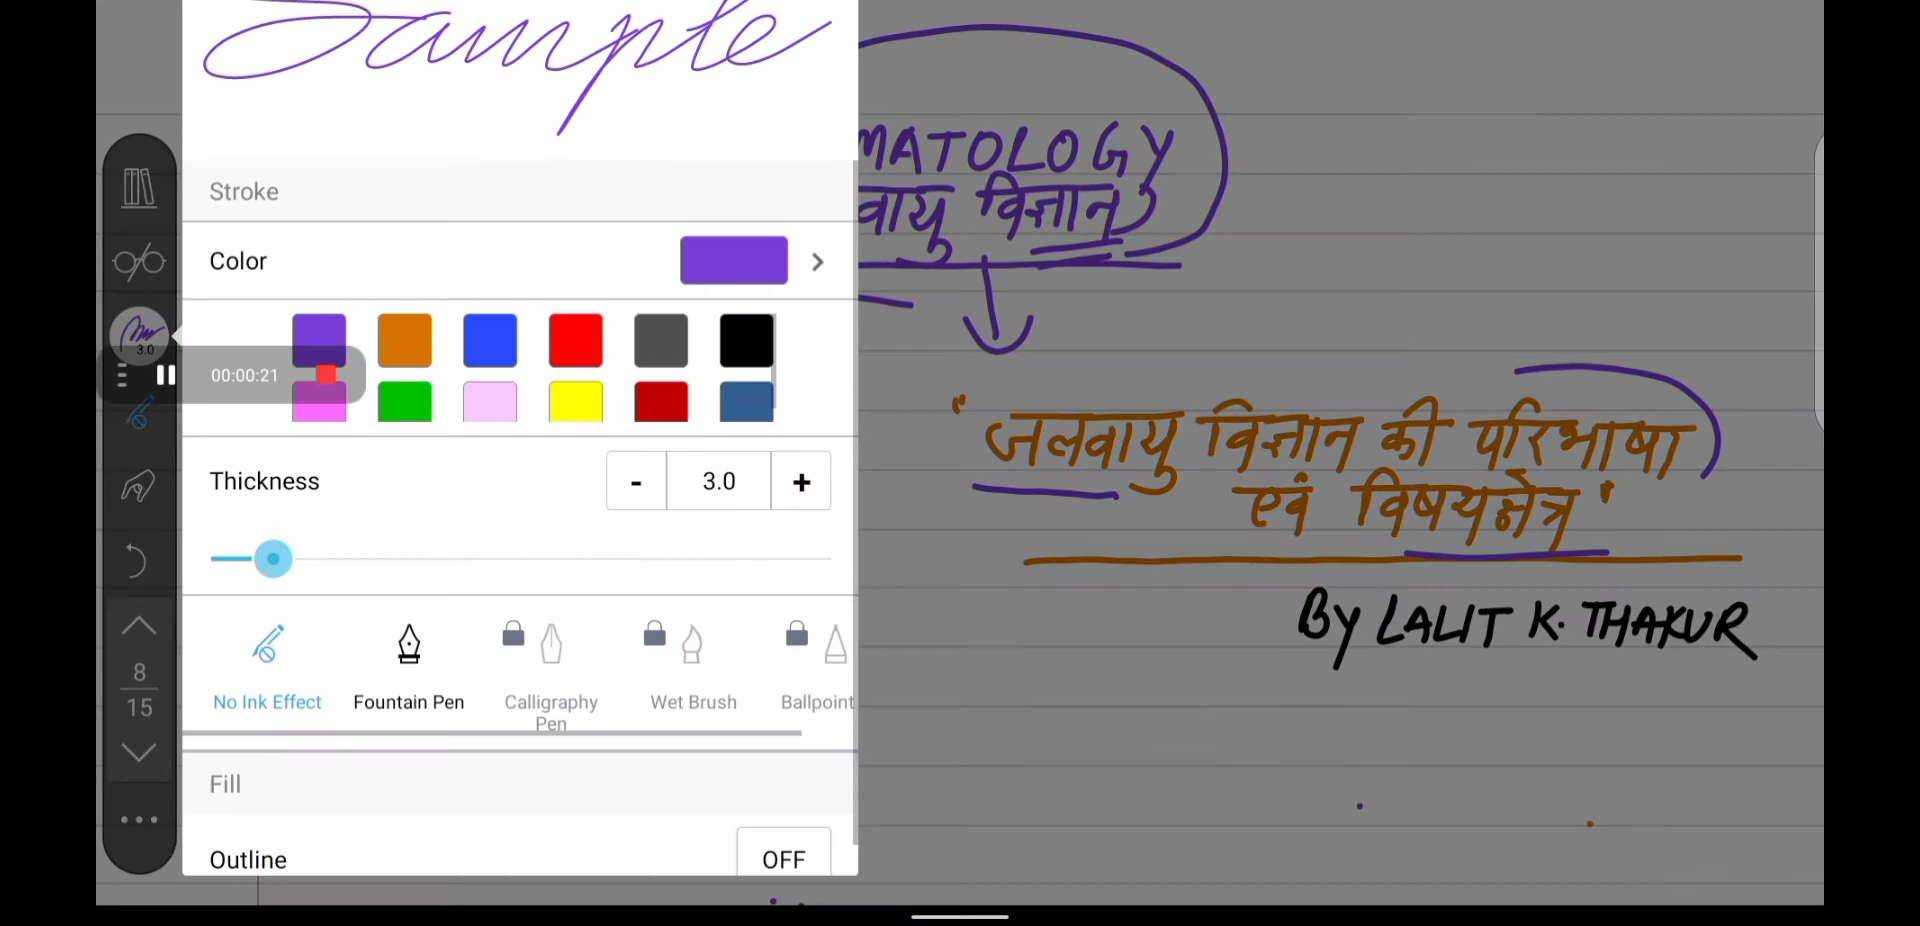 Sample
Stroke
Color
3.0
00:00:21
Thickness
- 3.0 +
No Ink Effect
Fountain Pen
Calligraphy
Pen
Wet Brush
Ballpoint
8
15
Fill
Outline
OFF
MATOLOGY
वायु विज्ञान
"जलवायु विज्ञान की परिभाषा
एवं विषयक्षेत्र"
By LALIT K. THAKUR